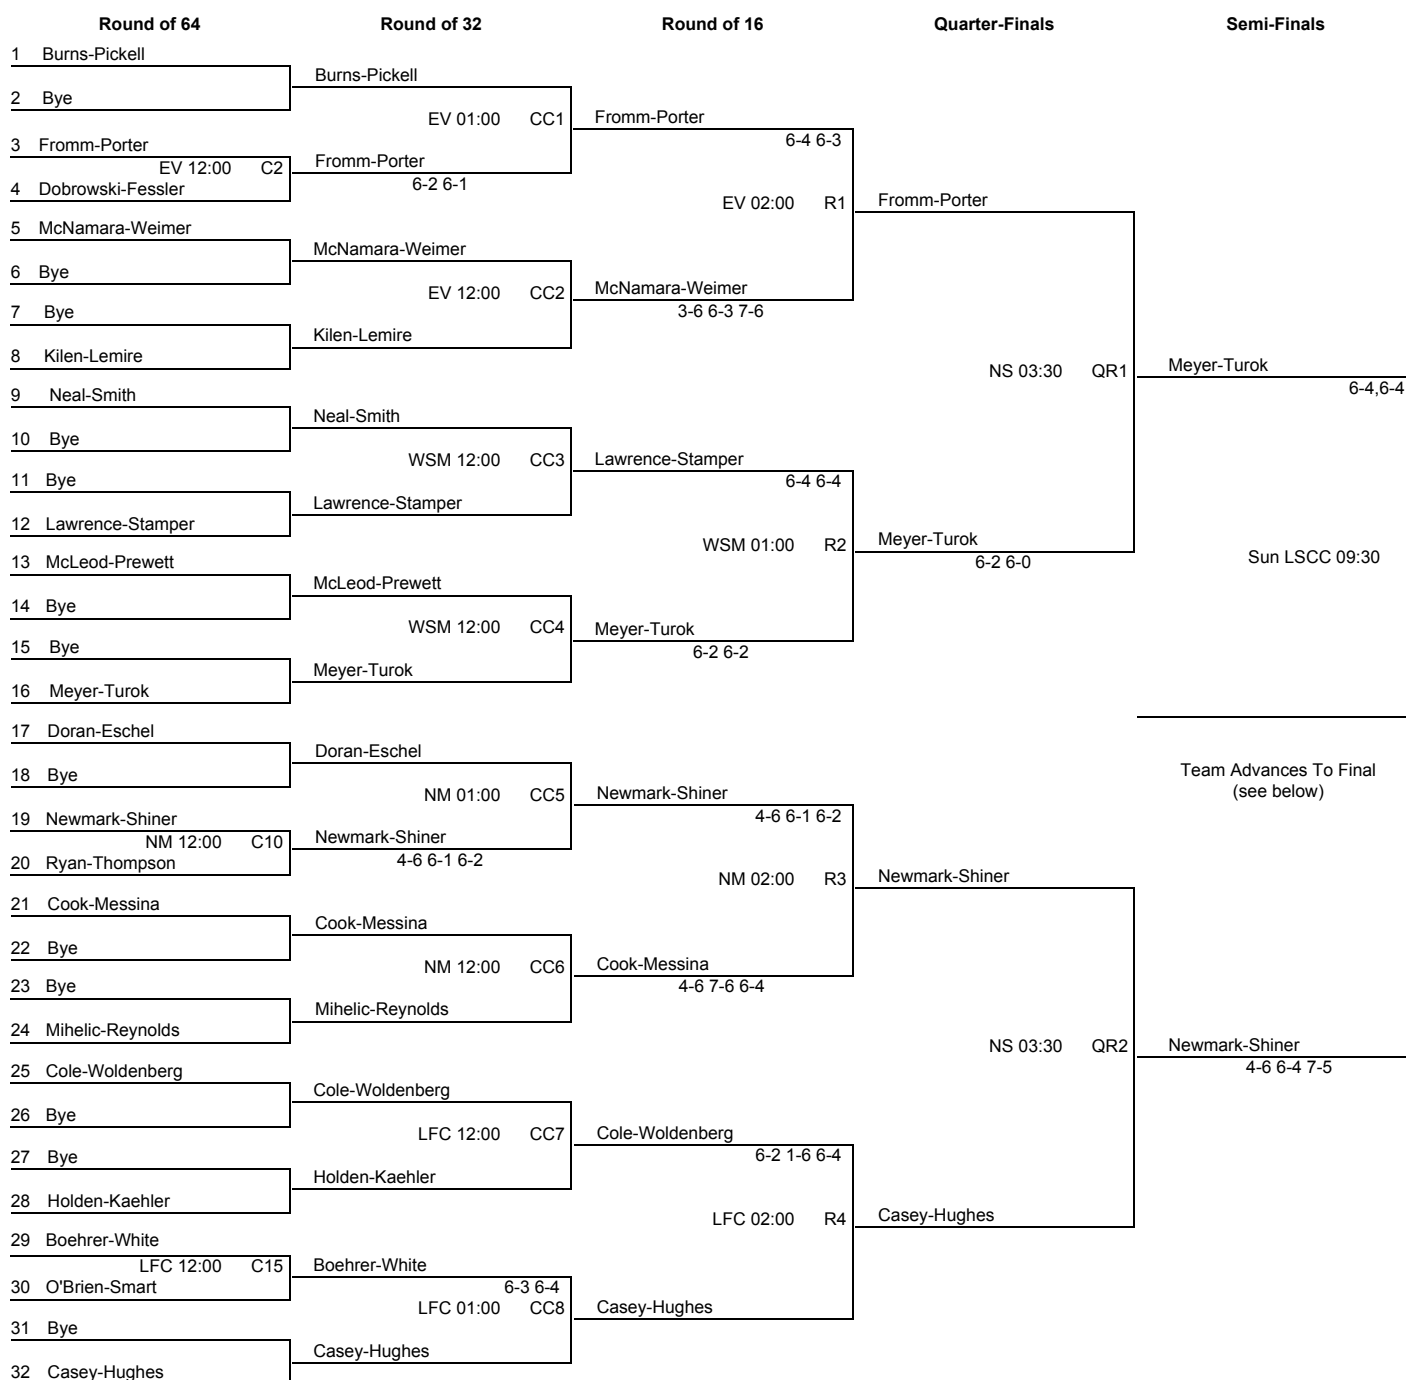 Round of 64 Round of 32 Round of 16 Quarter-Finals Semi-Finals
1 Burns-Pickell
Burns-Pickell
2 Bye
EV 01:00 CC1 Fromm-Porter
6-4 6-3
3 Fromm-Porter
EV 12:00 C2 Fromm-Porter
6-2 6-1
4 Dobrowski-Fessler
EV 02:00 R1 Fromm-Porter
5 McNamara-Weimer
McNamara-Weimer
6 Bye
EV 12:00 CC2 McNamara-Weimer
3-6 6-3 7-6
7 Bye
Kilen-Lemire
8 Kilen-Lemire
NS 03:30 QR1 Meyer-Turok
6-4,6-4
9 Neal-Smith
Neal-Smith
10 Bye
WSM 12:00 CC3 Lawrence-Stamper
6-4 6-4
11 Bye
Lawrence-Stamper
12 Lawrence-Stamper
WSM 01:00 R2 Meyer-Turok
6-2 6-0
Sun LSCC 09:30
13 McLeod-Prewett
McLeod-Prewett
14 Bye
WSM 12:00 CC4 Meyer-Turok
6-2 6-2
15 Bye
Meyer-Turok
16 Meyer-Turok
17 Doran-Eschel
Doran-Eschel
18 Bye
Team Advances To Final
(see below)
NM 01:00 CC5 Newmark-Shiner
4-6 6-1 6-2
19 Newmark-Shiner
NM 12:00 C10 Newmark-Shiner
4-6 6-1 6-2
20 Ryan-Thompson
NM 02:00 R3 Newmark-Shiner
21 Cook-Messina
Cook-Messina
22 Bye
NM 12:00 CC6 Cook-Messina
4-6 7-6 6-4
23 Bye
Mihelic-Reynolds
24 Mihelic-Reynolds
NS 03:30 QR2 Newmark-Shiner
4-6 6-4 7-5
25 Cole-Woldenberg
Cole-Woldenberg
26 Bye
LFC 12:00 CC7 Cole-Woldenberg
6-2 1-6 6-4
27 Bye
Holden-Kaehler
28 Holden-Kaehler
LFC 02:00 R4 Casey-Hughes
29 Boehrer-White
LFC 12:00 C15 Boehrer-White
6-3 6-4
30 O'Brien-Smart
LFC 01:00 CC8 Casey-Hughes
31 Bye
Casey-Hughes
32 Casey-Hughes